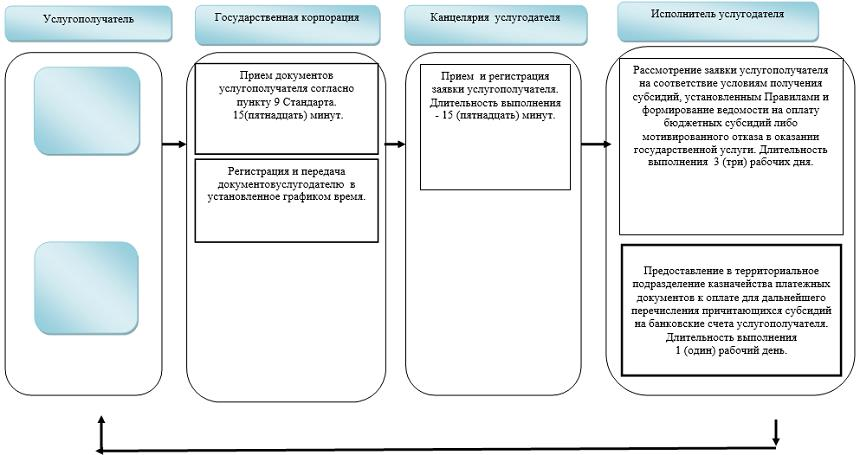 Услугополучатель
Государственная корпорация
Канцелярия услугодателя
Исполнитель услугодателя
Прием документов
услугополучателя согласно
пункту 9 Стандарта.
15(пятнадцать) минут.
Регистрация и передача
документовуслугодателю в
установленное графиком время.
Прием и регистрация
заявки услугополучателя.
Длительность выполнения
- 15 (пятнадцать) минут.
Рассмотрение заявки услугополучателя
на соответствие условиям получения
субсидий, установленным Правилами и
формирование ведомости на оплату
бюджетных субсидий либо
мотивированного отказа в оказании
государственной услуги. Длительность
выполнения 3 (три) рабочих дня.
Предоставление в территориальное
подразделение казначейства платежных
документов к оплате для дальнейшего
перечисления причитающихся субсидий
на банковские счета услугополучателя.
Длительность выполнения
1 (один) рабочий день.